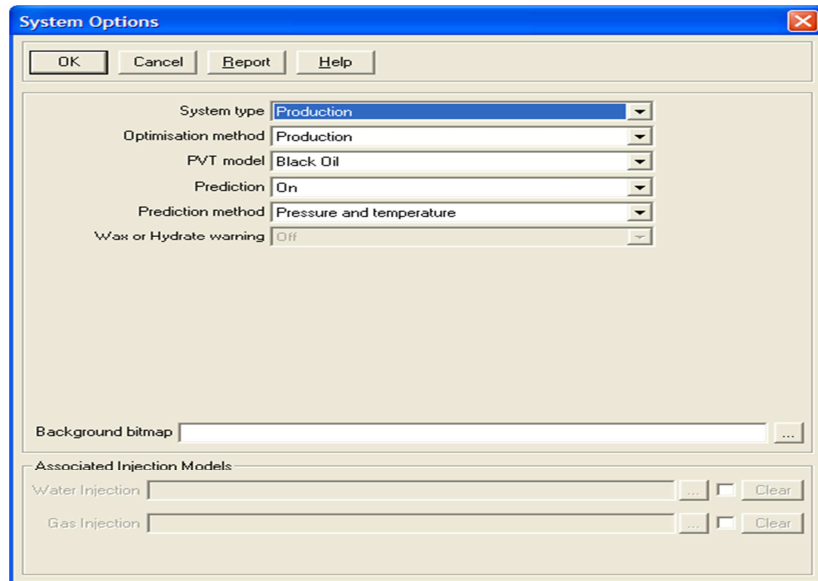 System Options
OK Cancel Report Help
System type Production
Optimisation method Production
PVT model Black Oil
Prediction On
Prediction method Pressure and temperature
Wax or Hydrate warning Off
Background bitmap ...
Associated Injection Models
Water Injection ... Clear
Gas Injection ... Clear